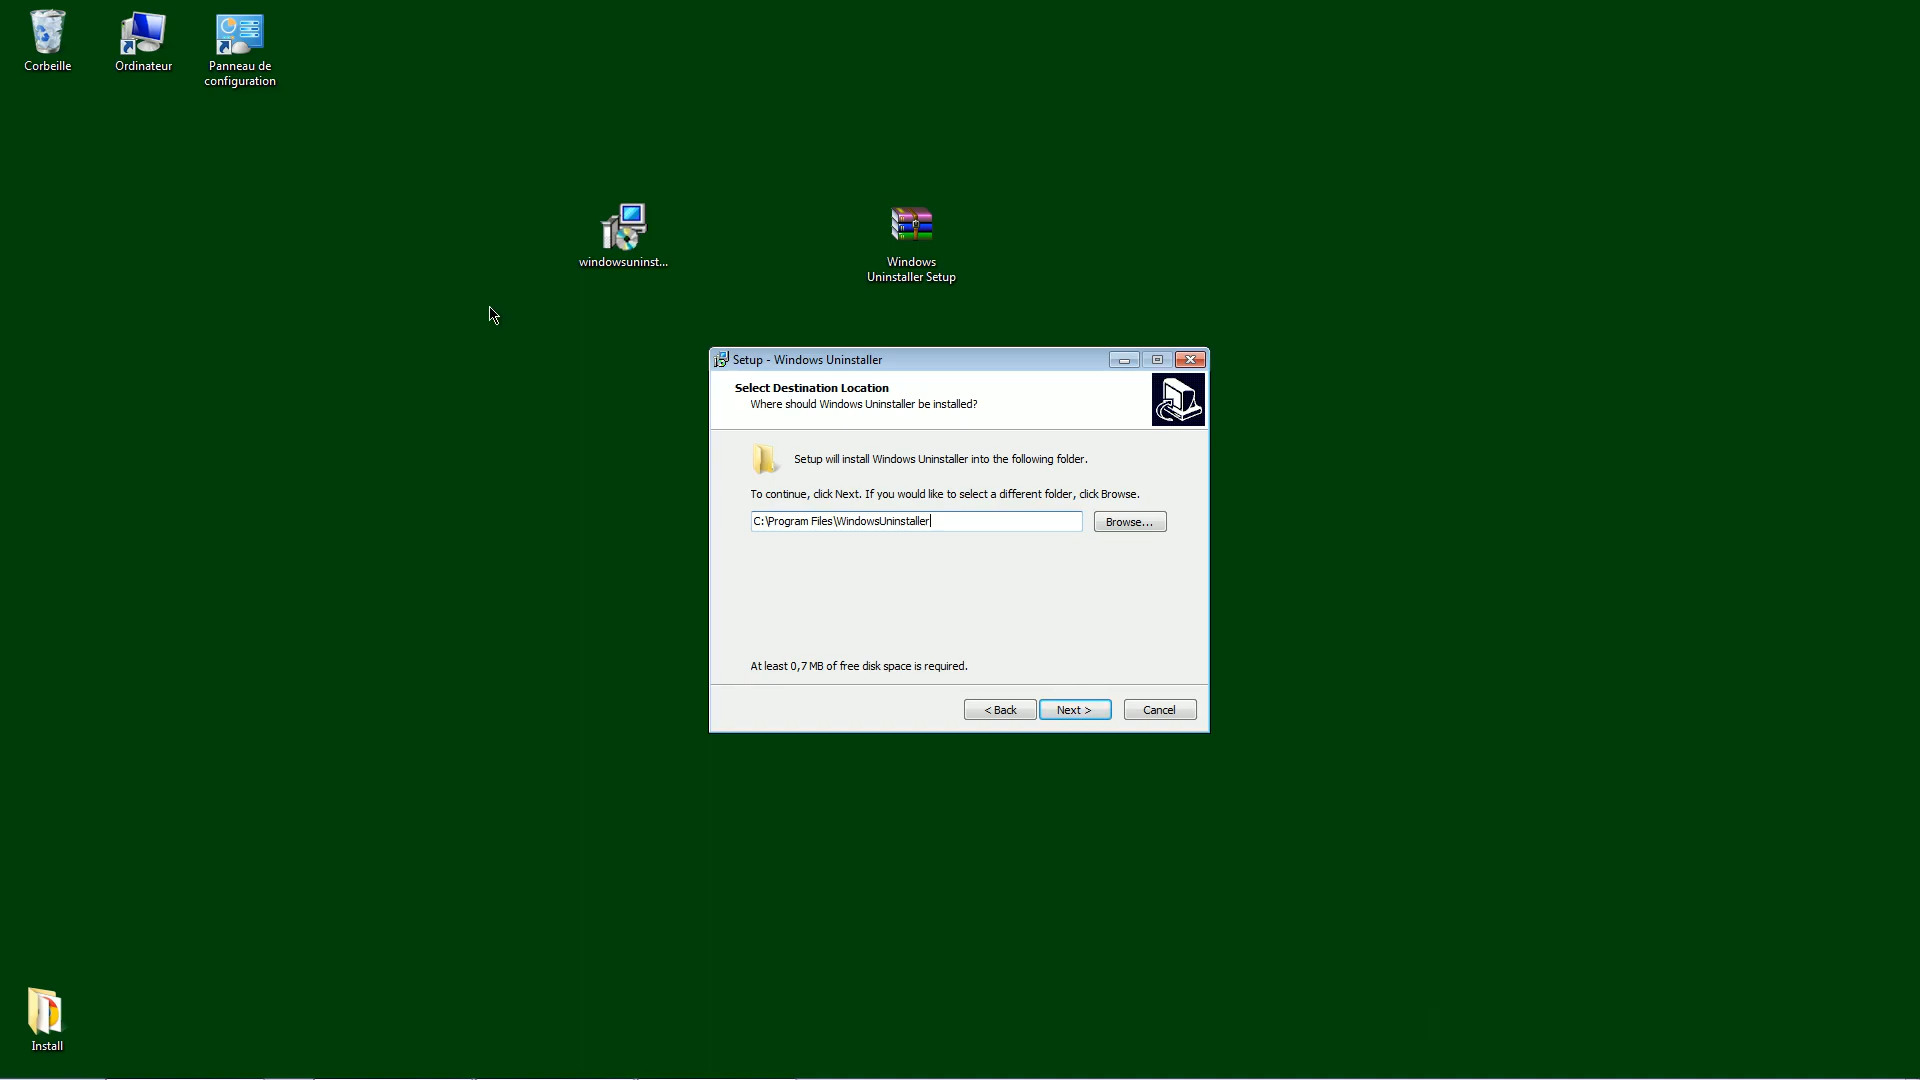 Corbeille
Ordinateur
Panneau de
configuration
windowsuninst...
Windows
Uninstaller Setup
Setup - Windows Uninstaller
Select Destination Location
Where should Windows Uninstaller be installed?
Setup will install Windows Uninstaller into the following folder.
To continue, click Next. If you would like to select a different folder, click Browse.
C:\Program Files\WindowsUninstaller
Browse...
At least 0,7 MB of free disk space is required.
< Back
Next >
Cancel
Install